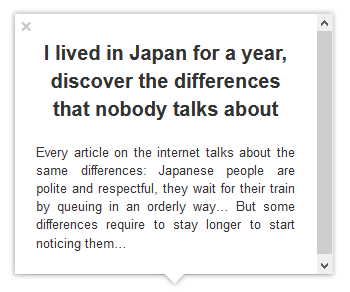 I lived in Japan for a year,
discover the differences
that nobody talks about
Every article on the internet talks about the
same differences: Japanese people are
polite and respectful, they wait for their train
by queuing in an orderly way... But some
differences require to stay longer to start
noticing them...